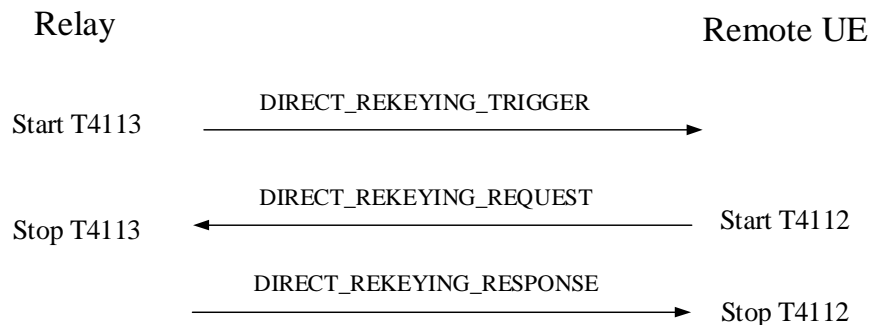 Relay
Remote UE
DIRECT_REKEYING_TRIGGER
Start T4113
DIRECT_REKEYING_REQUEST
Stop T4113
Start T4112
DIRECT_REKEYING_RESPONSE
Stop T4112